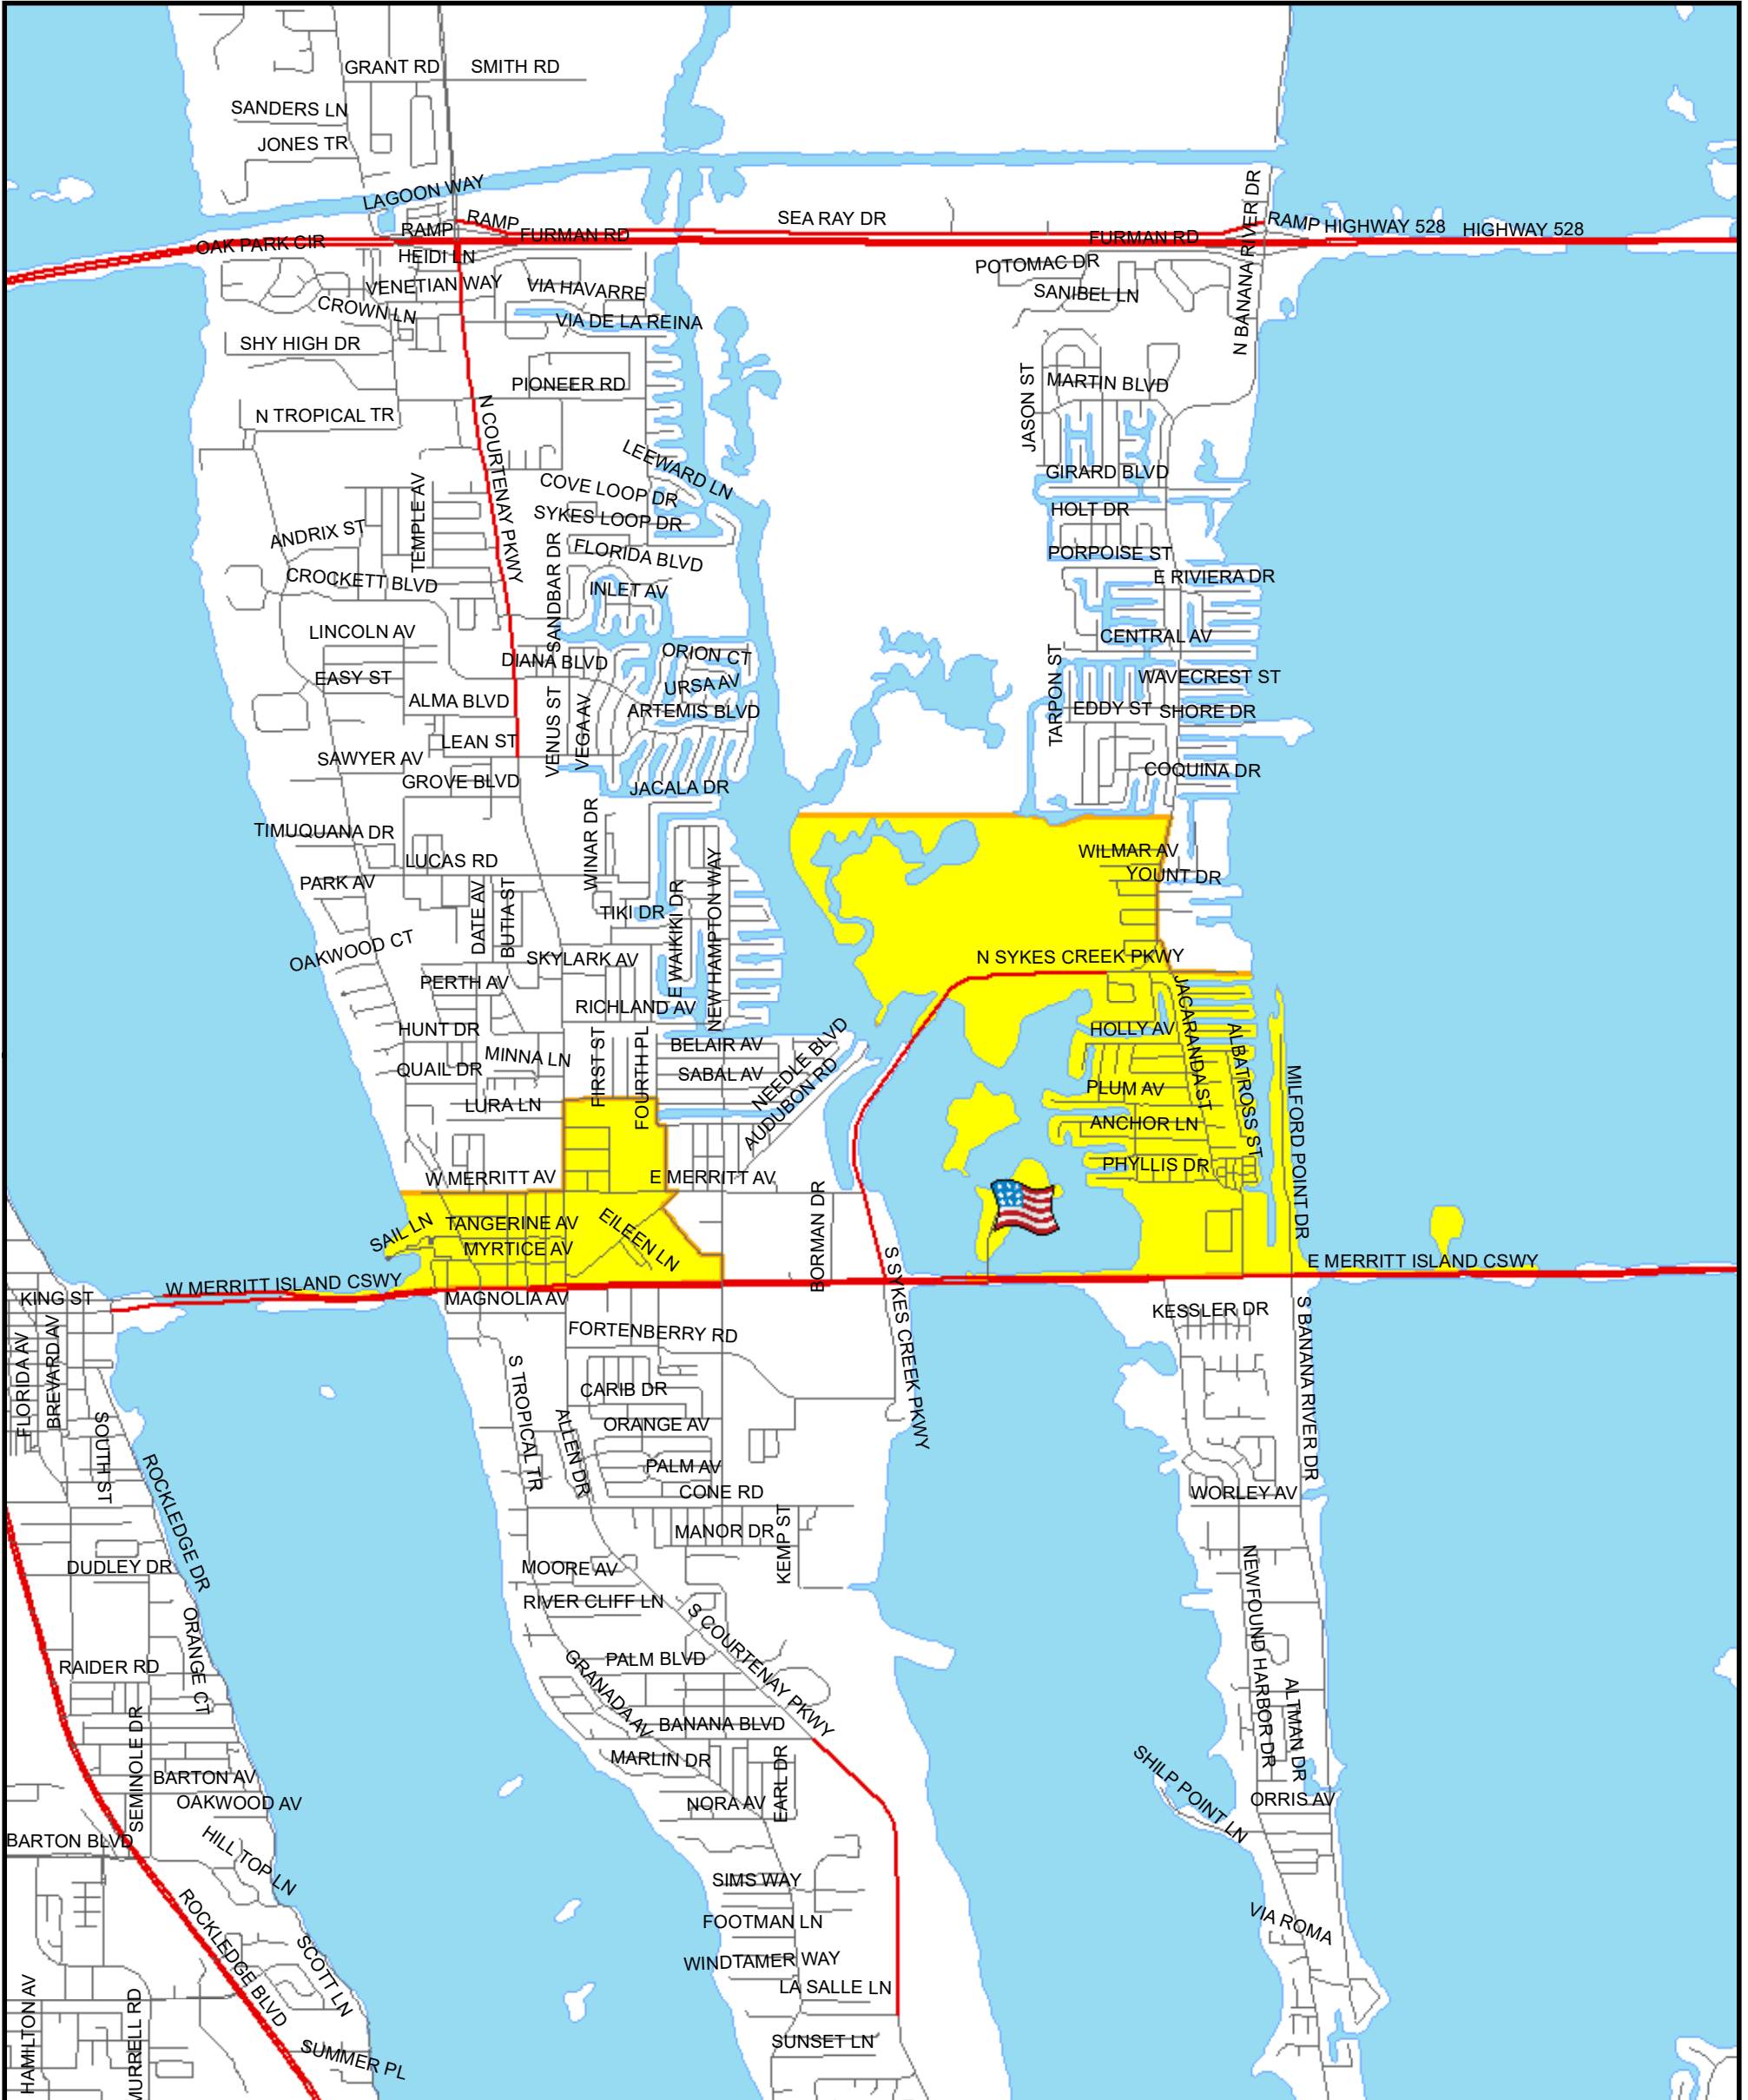 GRANT RD
SMITH RD
SANDERS LN
JONES TR
LAGOON WAY
RAMP
RAMP
SEA RAY DR
N BANANA RIVER DR
RAMP HIGHWAY 528
HIGHWAY 528
OAK PARK CIR
FURMAN RD
FURMAN RD
HEIDI LN
POTOMAC DR
VENETIAN WAY
VIA HAVARRE
SANIBEL LN
CROWN LN
VIA DE LA REINA
SHY HIGH DR
PIONEER RD
JASON ST
MARTIN BLVD
N TROPICAL TR
N COURTENAY PKWY
LEEWARD LN
GIRARD BLVD
COVE LOOP DR
TEMPLE AV
HOLT DR
SYKES LOOP DR
ANDRIX ST
FLORIDA BLVD
PORPOISE ST
CROCKETT BLVD
SANDBAR DR
INLET AV
E RIVIERA DR
LINCOLN AV
CENTRAL AV
DIANA BLVD
ORION CT
EASY ST
URSA AV
TARPON ST
WAVECREST ST
ALMA BLVD
VENUS ST
VEGA AV
ARTEMIS BLVD
EDDY ST
SHORE DR
LEAN ST
SAWYER AV
COQUINA DR
GROVE BLVD
JACALA DR
TIMUQUANA DR
WINAR DR
LUCAS RD
WILMAR AV
PARK AV
YOUNT DR
DATE AV
BUTIA ST
TIKI DR
E WAIKIKI DR
NEW HAMPTON WAY
OAKWOOD CT
SKYLARK AV
N SYKES CREEK PKWY
PERTH AV
RICHLAND AV
JACARANDA ST
HUNT DR
HOLLY AV
ALBATROSS ST
MINNA LN
FIRST ST
FOURTH PL
BELAIR AV
NEEDLE BLVD
QUAIL DR
SABAL AV
AUDUBON RD
PLUM AV
MILFORD POINT DR
LURA LN
ANCHOR LN
W MERRITT AV
E MERRITT AV
PHYLLIS DR
BORMAN DR
SAIL LN
TANGERINE AV
EILEEN LN
MYRTICE AV
E MERRITT ISLAND CSWY
W MERRITT ISLAND CSWY
S SYKES CREEK PKWY
KING ST
MAGNOLIA AV
KESSLER DR
FLORIDA AV
BREVARD AV
FORTENBERRY RD
S BANANA RIVER DR
S TROPICAL TR
CARIB DR
ALLEN DR
ORANGE AV
SOUTH ST
ROCKLEDGE DR
PALM AV
CONE RD
WORLEY AV
MANOR DR
KEMP ST
DUDLEY DR
MOORE AV
NEWFOUND HARBOR DR
RIVER CLIFF LN
ORANGE CT
S COURTENAY PKWY
RAIDER RD
GRANADA AV
PALM BLVD
ALTMAN DR
SEMINOLE DR
BANANA BLVD
MARLIN DR
EARL DR
SHILP POINT LN
BARTON AV
OAKWOOD AV
NORA AV
ORRIS AV
BARTON BLVD
HILL TOP LN
SIMS WAY
ROCKLEDGE BLVD
FOOTMAN LN
VIA ROMA
SCOTT LN
WINDTAMER WAY
HAMILTON AV
MURRELL RD
LA SALLE LN
SUNSET LN
SUMMER PL